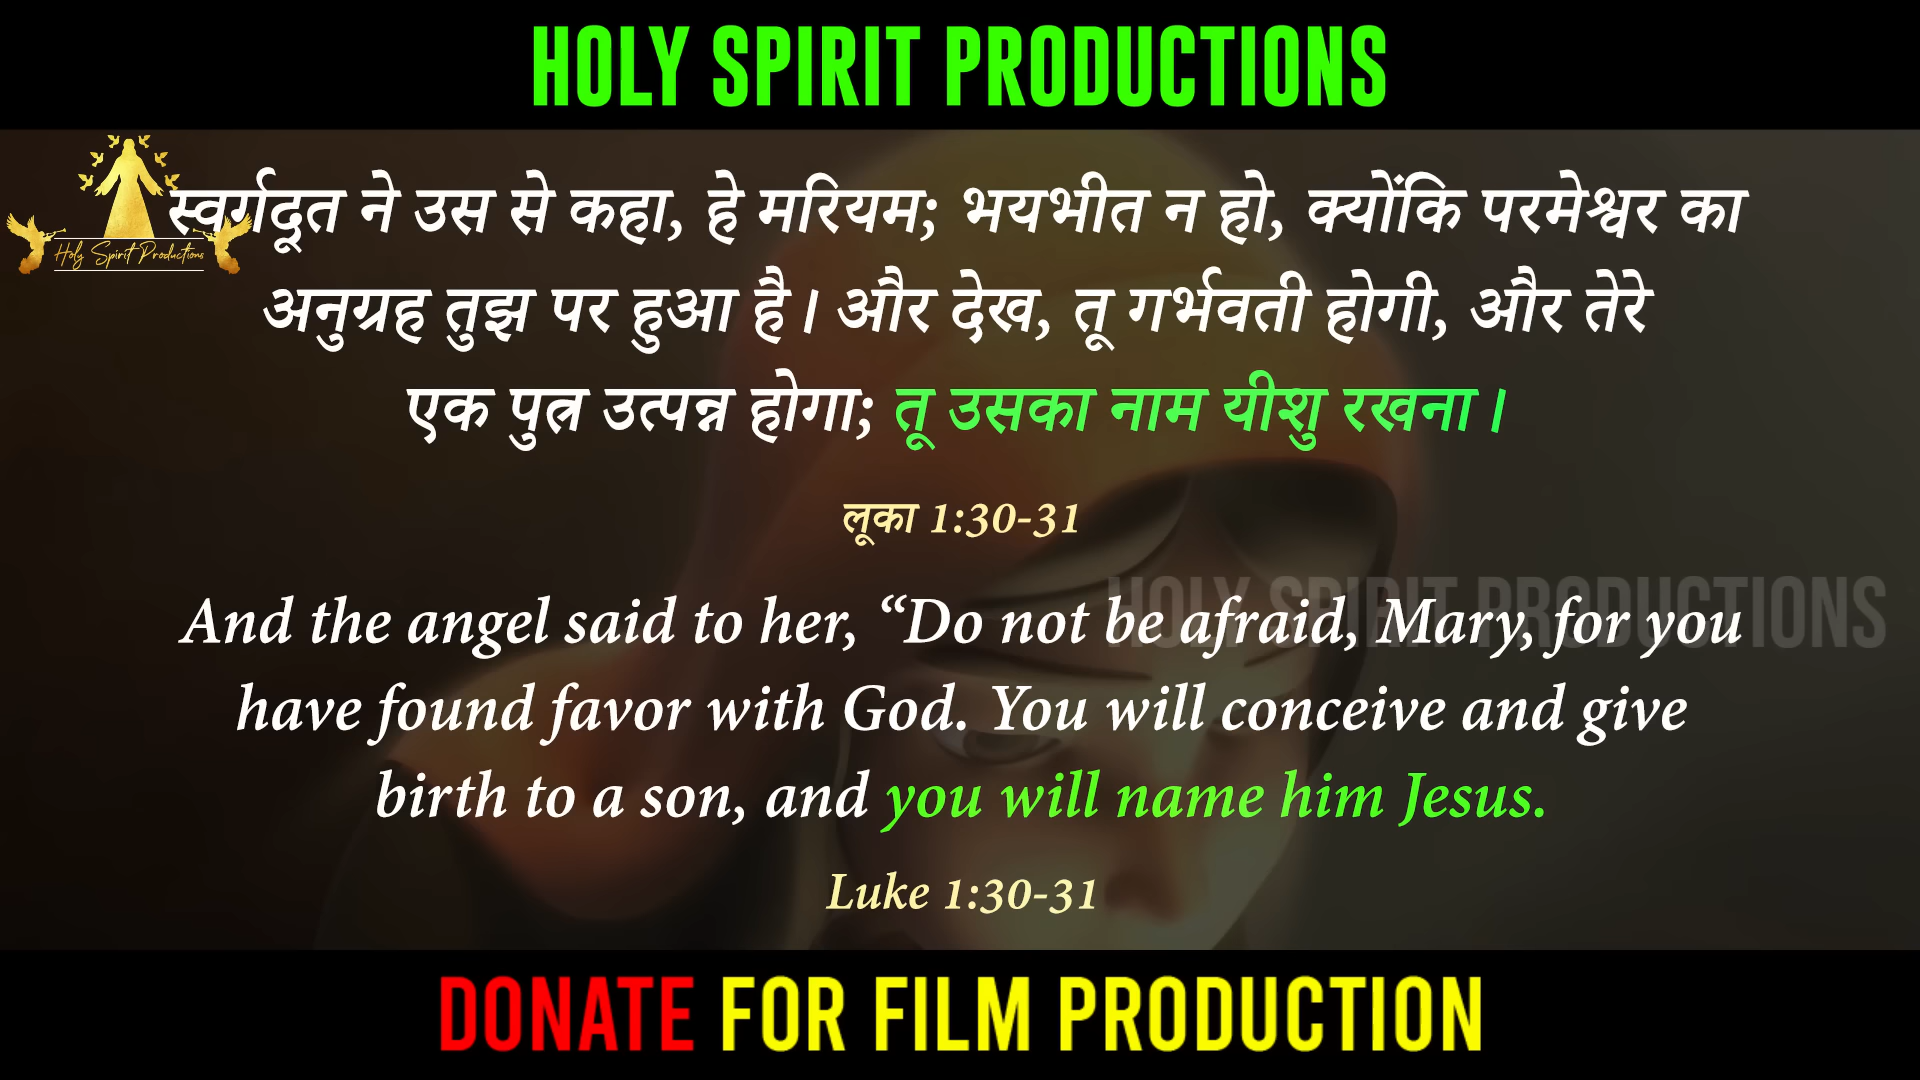 HOLY SPIRIT PRODUCTIONS
Holy Spirit Productions
स्वर्गदूत ने उस से कहा, हे मरियम; भयभीत न हो, क्योंकि परमेश्वर का
अनुग्रह तुझ पर हुआ है। और देख, तू गर्भवती होगी, और तेरे
एक पुत्र उत्पन्न होगा; तू उसका नाम यीशु रखना।
लूका 1:30-31
HOLY SPIRIT PRODUCTIONS
And the angel said to her, “Do not be afraid, Mary, for you
have found favor with God. You will conceive and give
birth to a son, and you will name him Jesus.
Luke 1:30-31
DONATE FOR FILM PRODUCTION